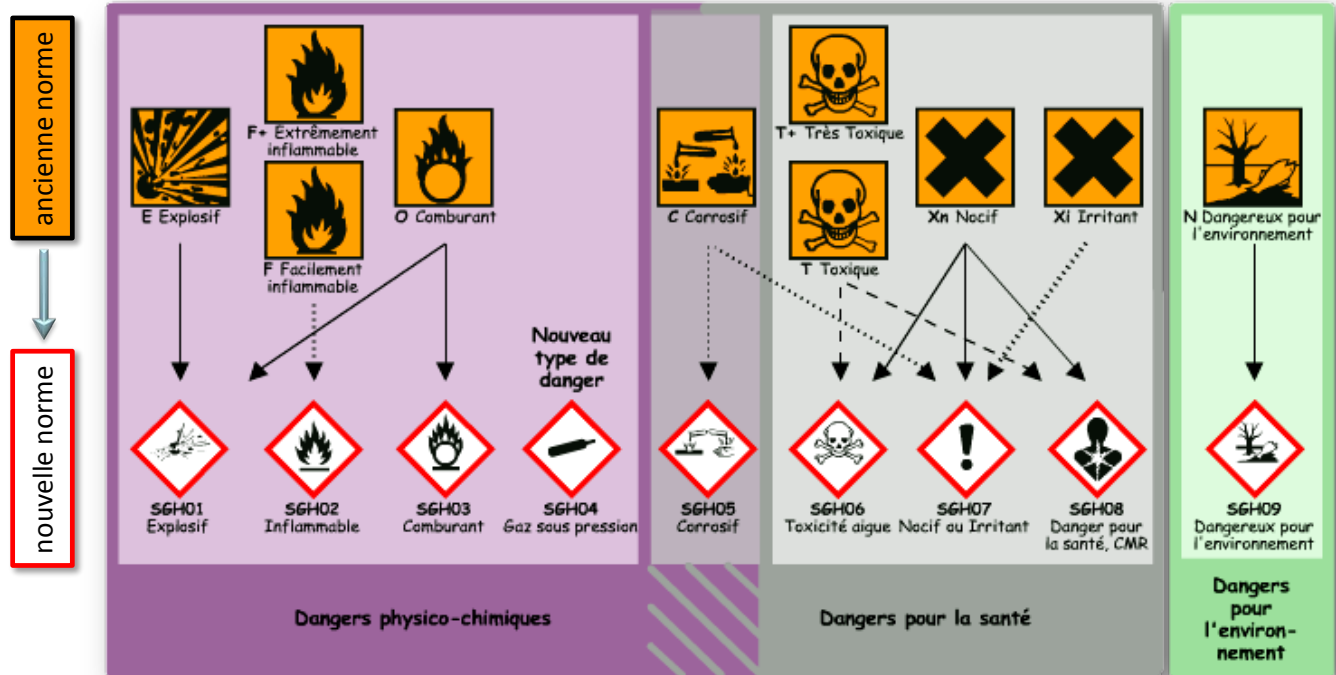 ancienne norme
nouvelle norme
E Explosif
F+ Extrêmement
inflammable
F Facilement
inflammable
O Comburant
Nouveau
type de
danger
C Corrosif
T+ Très Toxique
T Toxique
Xn Nocif
Xi Irritant
N Dangereux pour
l'environnement
SGH01
Explosif
SGH02
Inflammable
SGH03
Comburant
SGH04
Gaz sous pression
SGH05
Corrosif
SGH06
Toxicité aigue
SGH07
Nocif ou Irritant
SGH08
Danger pour
la santé, CMR
SGH09
Dangereux pour
l'environnement
Dangers physico-chimiques
Dangers pour la santé
Dangers
pour
l'environ-
nement